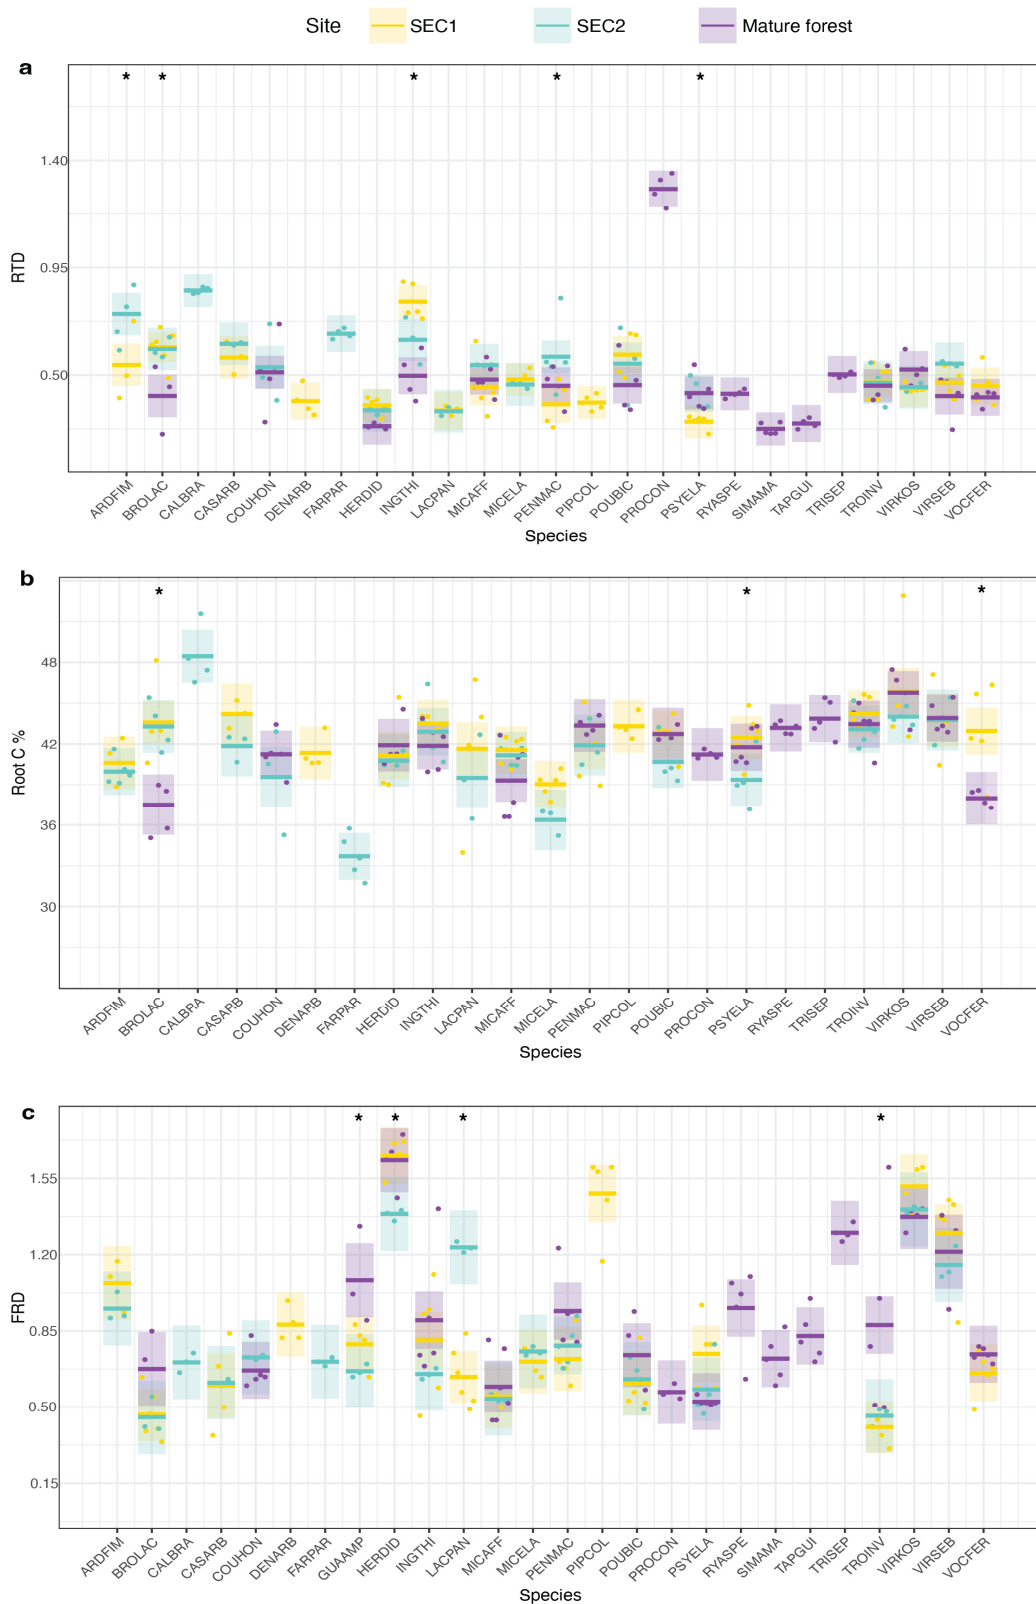 Site SEC1 SEC2 Mature forest
a
* * * * *
1.40
0.95
0.50
RTD
ARDFIM BROLAC CALBRA CASARB COUHON DENARB FARPAR HERDID INGTHI LACPAN MICAFF MICELA PENMAC PIPCOL POUBIC PROCON PSYELA RYASPE SIMAMA TAPGUI TRISEP TROINV VIRKOS VIRSEB VOCFER
Species
b
* * *
48
42
36
30
Root C %
ARDFIM BROLAC CALBRA CASARB COUHON DENARB FARPAR HERDID INGTHI LACPAN MICAFF MICELA PENMAC PIPCOL POUBIC PROCON PSYELA RYASPE TRISEP TROINV VIRKOS VIRSEB VOCFER
Species
c
* * * *
1.55
1.20
0.85
0.50
0.15
FRD
ARDFIM BROLAC CALBRA CASARB COUHON DENARB FARPAR GUAAMP HERDID INGTHI LACPAN MICAFF MICELA PENMAC PIPCOL POUBIC PROCON PSYELA RYASPE SIMAMA TAPGUI TRISEP TROINV VIRKOS VIRSEB VOCFER
Species